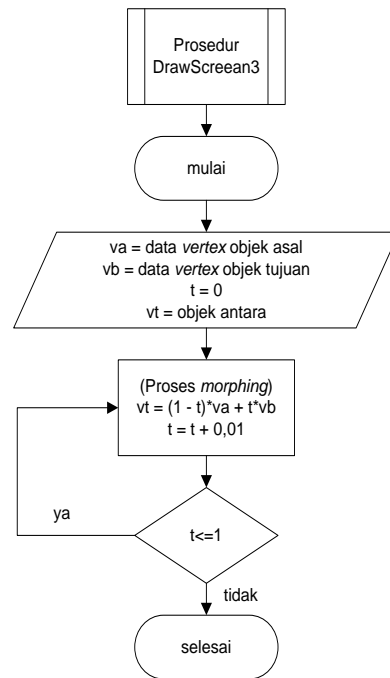 Prosedur
DrawScreean3
mulai
va = data vertex objek asal
vb = data vertex objek tujuan
t = 0
vt = objek antara
(Proses morphing)
vt = (1 - t)*va + t*vb
t = t + 0,01
ya
t<=1
tidak
selesai